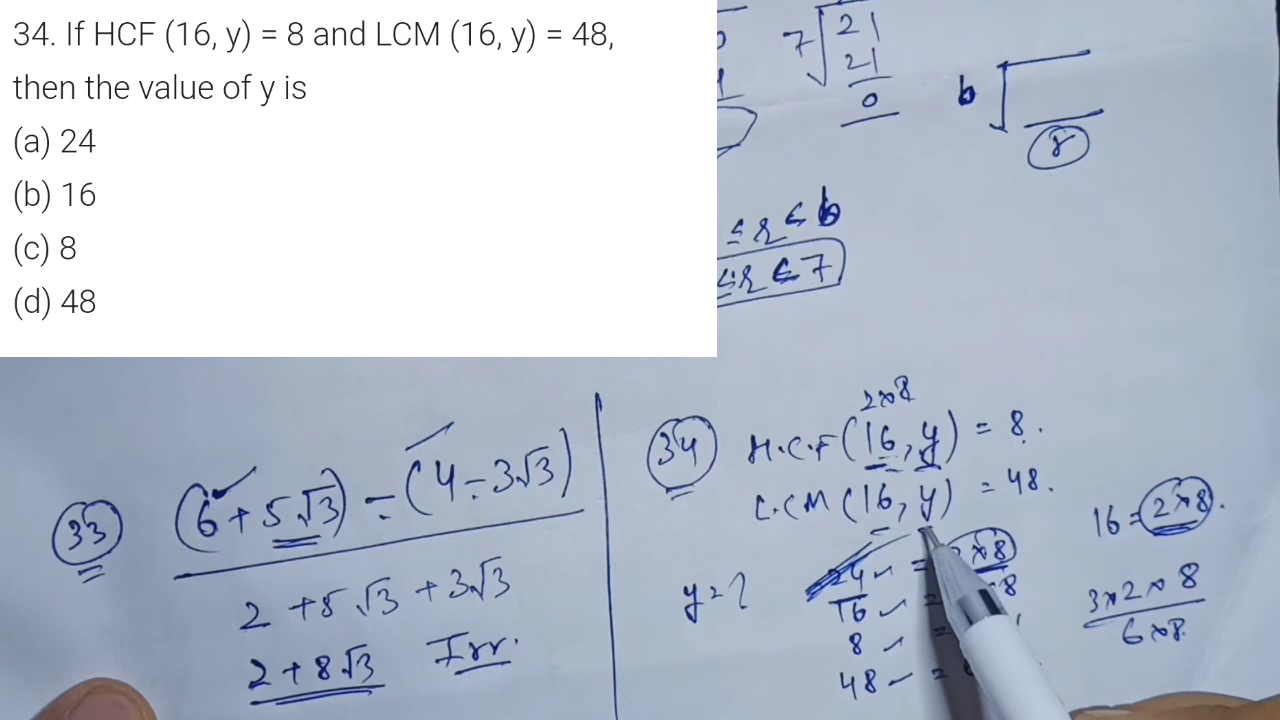 34. If HCF (16, y) = 8 and LCM (16, y) = 48,
then the value of y is
(a) 24
(b) 16
(c) 8
(d) 48
7 21
21
0
b
r
≤ r < b
≤ r < 7
33 (6 + 5√3) - (4 - 3√3)
2 + 5√3 + 3√3
2 + 8√3 Irr.
2×8
34 H.C.F (16, y) = 8.
L.C.M (16, y) = 48.
16 = 2×8.
y = ?
24 = 3×8
16 = ×8
8 =
48 =
3×2×8
6×8